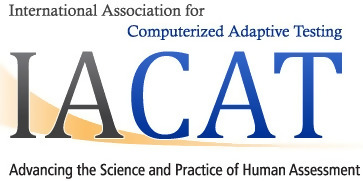 International Association for
Computerized Adaptive Testing
IACAT
Advancing the Science and Practice of Human Assessment